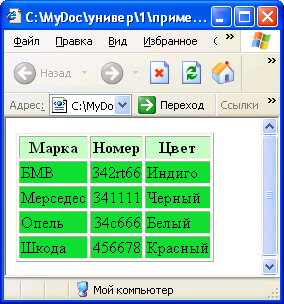 C:\MyDoc\универ\1\приме...
Файл Правка Вид Избранное »
Назад »
Адрес: C:\MyDo Переход Ссылки »
Марка Номер Цвет
БМВ 342rt66 Индиго
Мерседес 341111 Черный
Опель 34c666 Белый
Шкода 456678 Красный
Мой компьютер